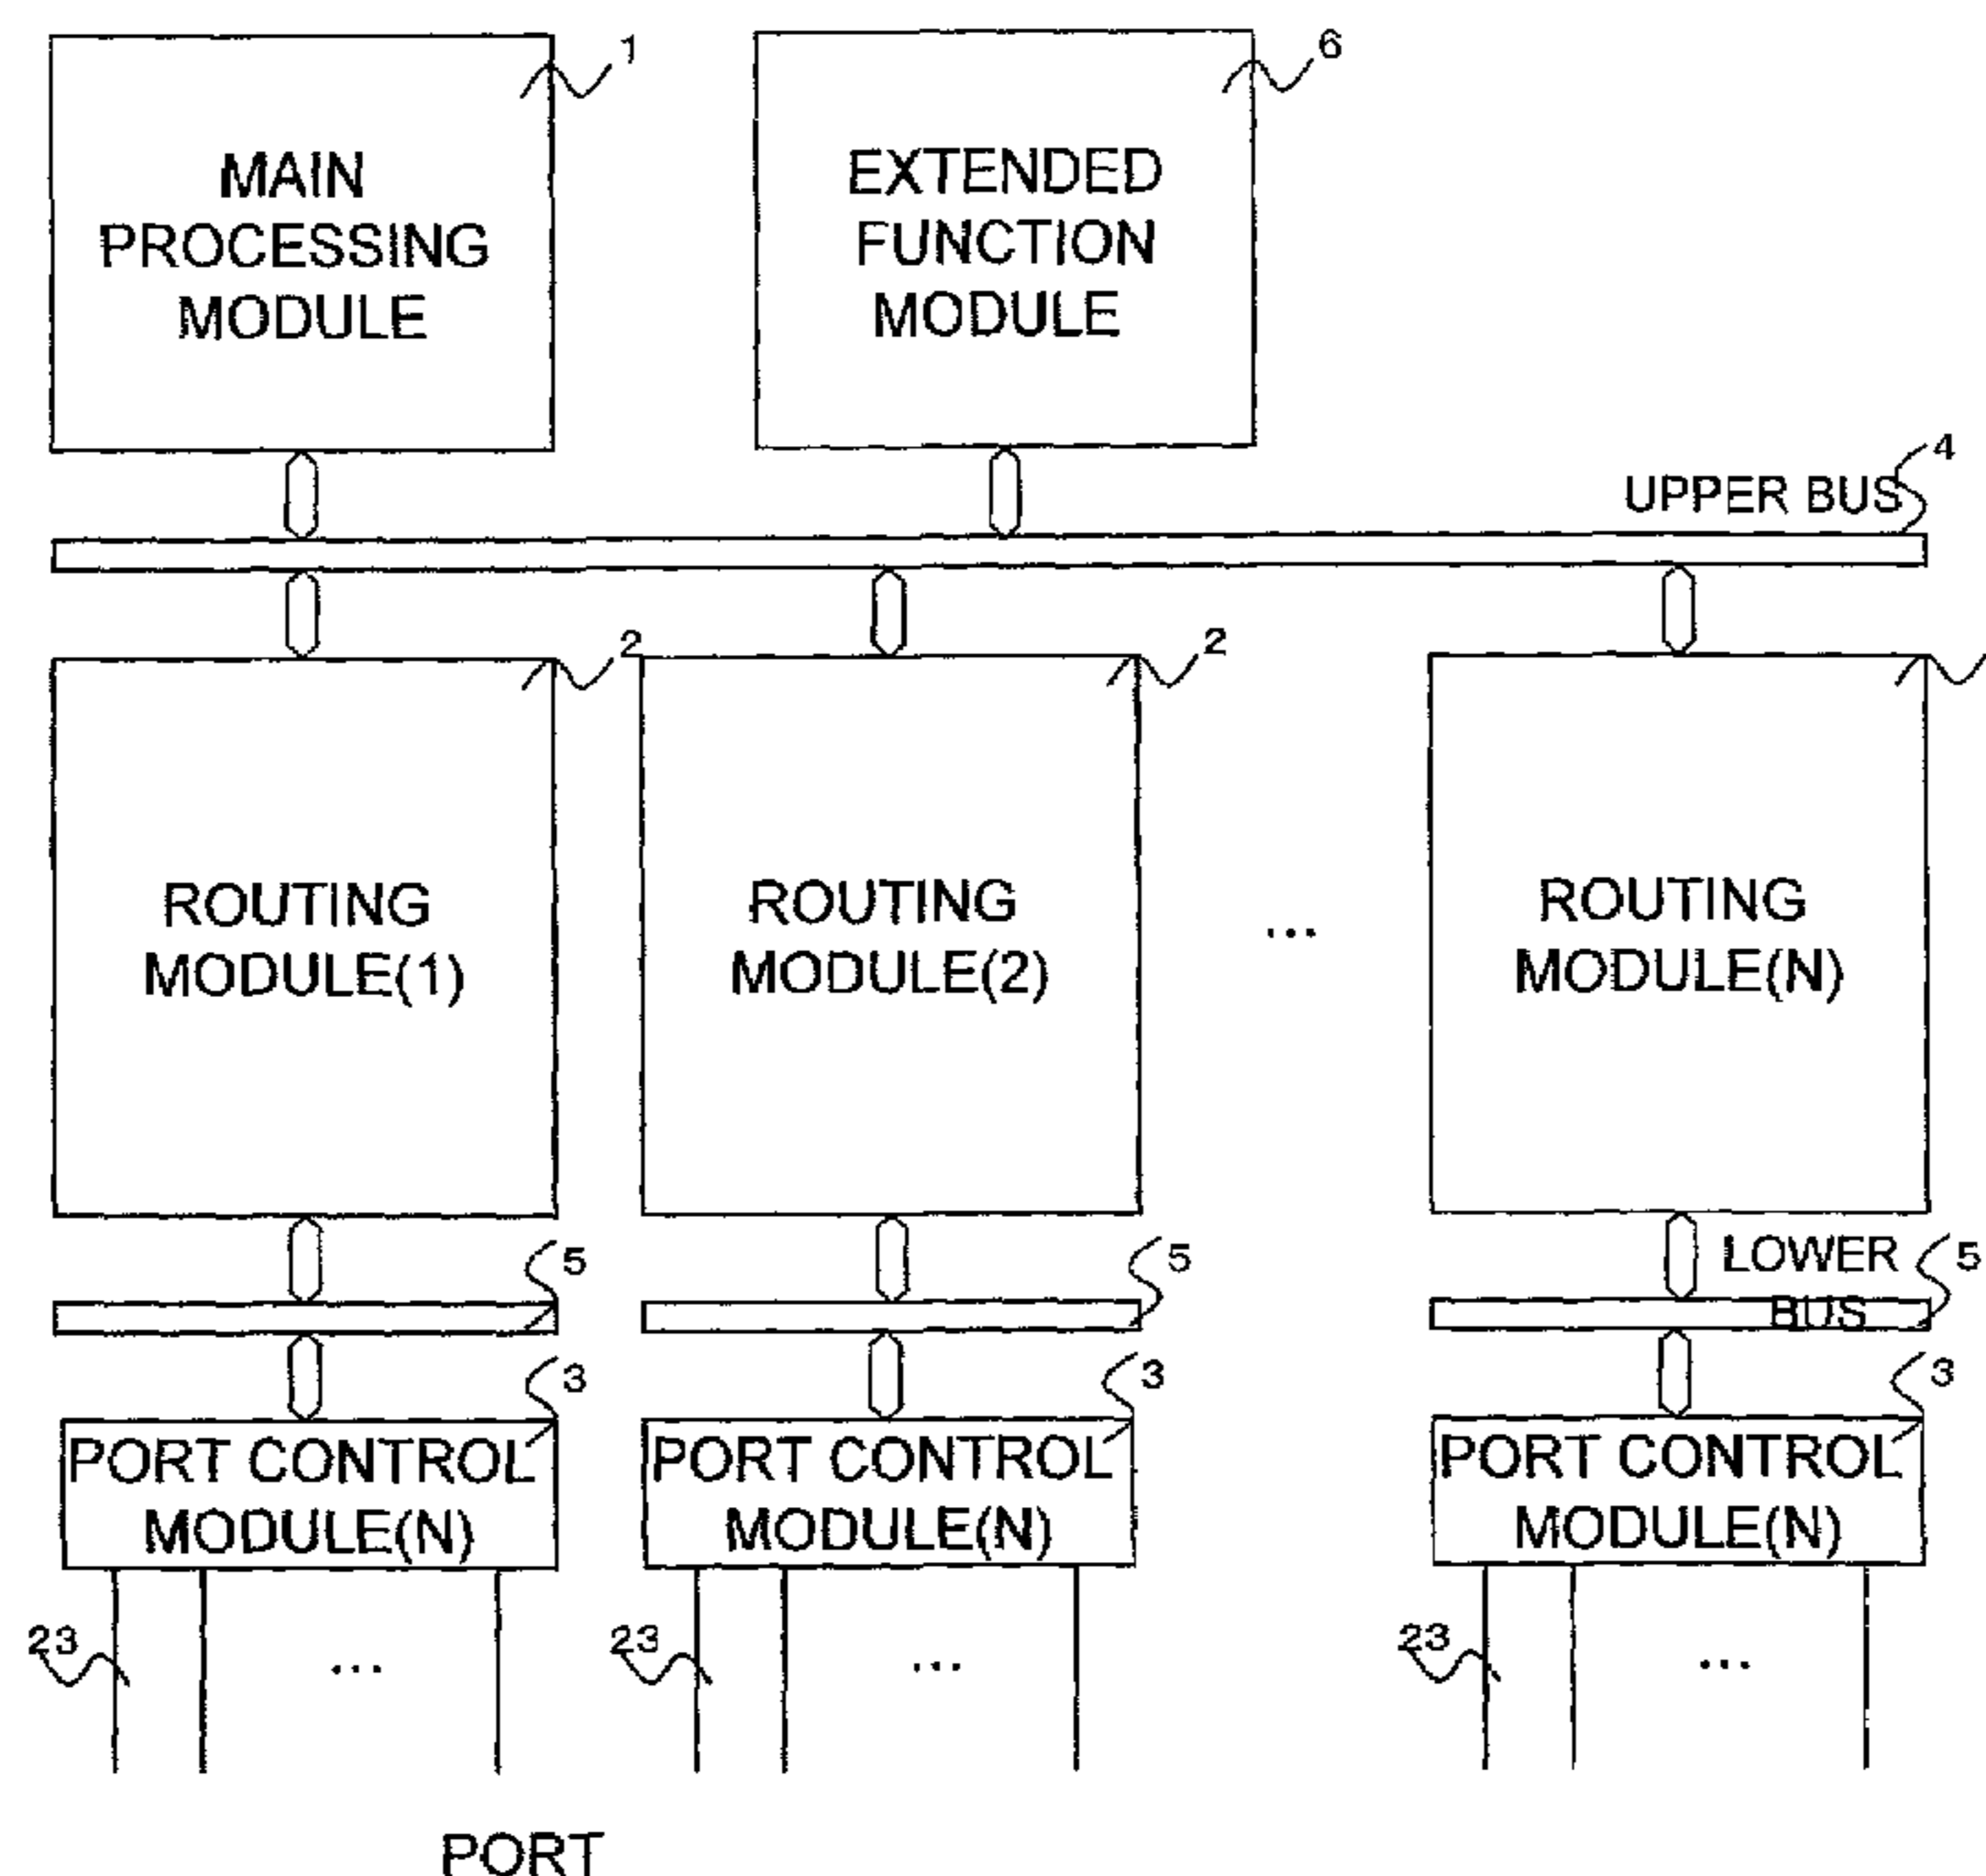 1
6
MAIN
PROCESSING
MODULE
EXTENDED
FUNCTION
MODULE
4
UPPER BUS
2
2
ROUTING
MODULE(1)
ROUTING
MODULE(2)
...
ROUTING
MODULE(N)
5
5
LOWER
BUS
5
3
3
3
PORT CONTROL
MODULE(N)
PORT CONTROL
MODULE(N)
PORT CONTROL
MODULE(N)
23
...
23
...
23
...
PORT